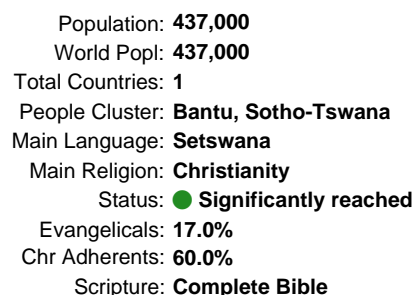 Population: 437,000
World Popl: 437,000
Total Countries: 1
People Cluster: Bantu, Sotho-Tswana
Main Language: Setswana
Main Religion: Christianity
Status: Significantly reached
Evangelicals: 17.0%
Chr Adherents: 60.0%
Scripture: Complete Bible